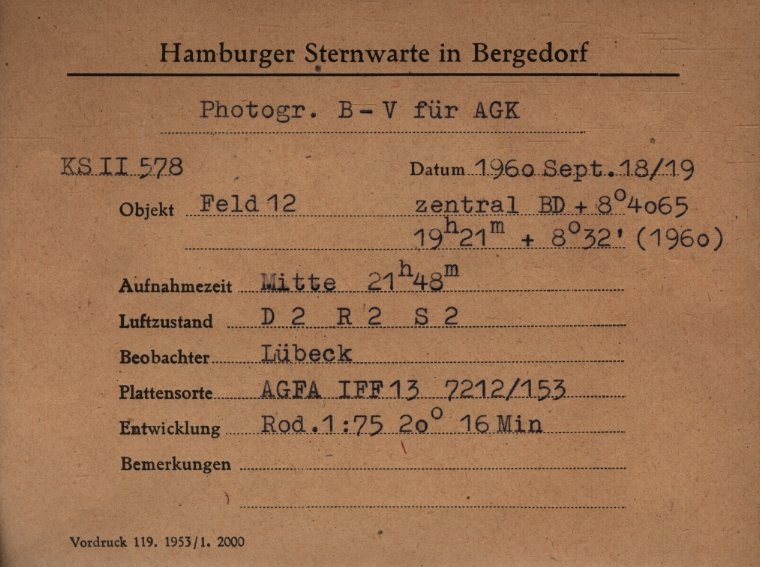 Hamburger Sternwarte in Bergedorf
Photogr. B-V für AGK
KS II 578 Datum 1960 Sept. 18/19
Objekt Feld 12 zentral BD + 8°4065
19h21m + 8°32' (1960)
Aufnahmezeit Mitte 21h48m
Luftzustand D 2 R 2 S 2
Beobachter Lübeck
Plattensorte AGFA IFF 13 7212/153
Entwicklung Rod. 1:75 20° 16 Min
Bemerkungen
Vordruck 119. 1953/1. 2000